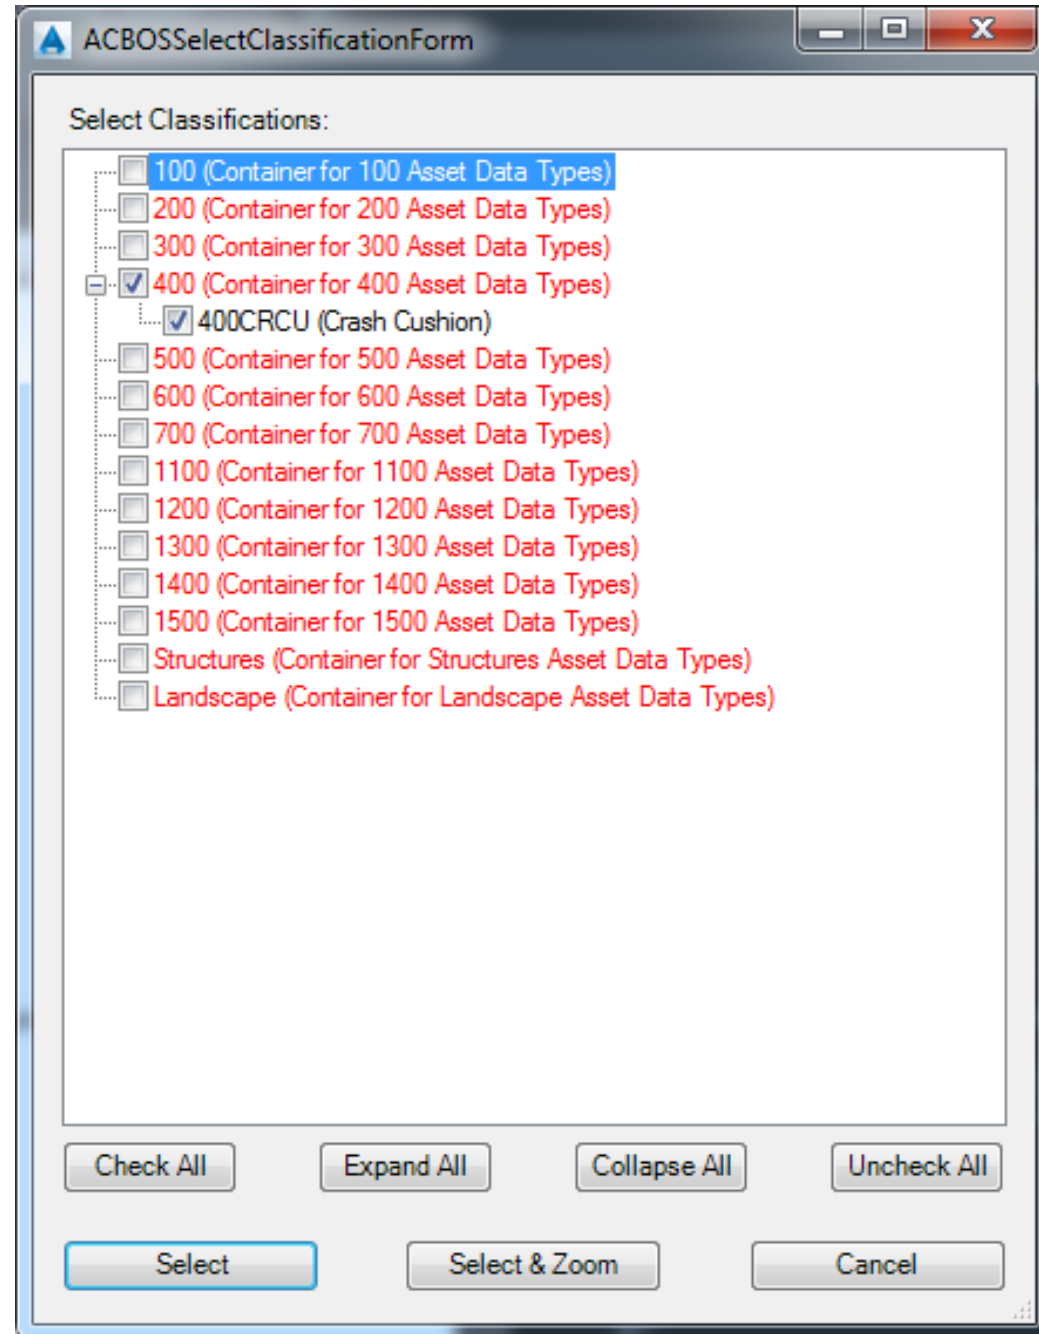 ACBOSSelectClassificationForm
Select Classifications:
100 (Container for 100 Asset Data Types)
200 (Container for 200 Asset Data Types)
300 (Container for 300 Asset Data Types)
400 (Container for 400 Asset Data Types)
400CRCU (Crash Cushion)
500 (Container for 500 Asset Data Types)
600 (Container for 600 Asset Data Types)
700 (Container for 700 Asset Data Types)
1100 (Container for 1100 Asset Data Types)
1200 (Container for 1200 Asset Data Types)
1300 (Container for 1300 Asset Data Types)
1400 (Container for 1400 Asset Data Types)
1500 (Container for 1500 Asset Data Types)
Structures (Container for Structures Asset Data Types)
Landscape (Container for Landscape Asset Data Types)
Check All Expand All Collapse All Uncheck All
Select Select & Zoom Cancel